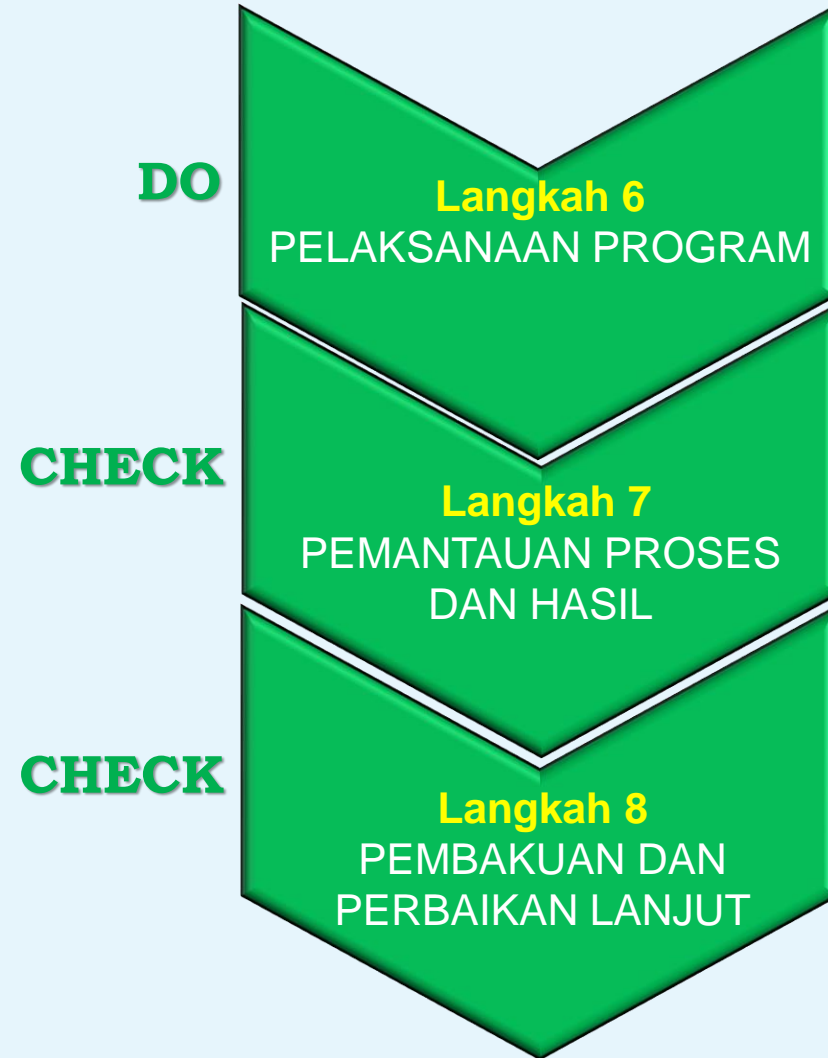 DO
Langkah 6
PELAKSANAAN PROGRAM
CHECK
Langkah 7
PEMANTAUAN PROSES
DAN HASIL
CHECK
Langkah 8
PEMBAKUAN DAN
PERBAIKAN LANJUT